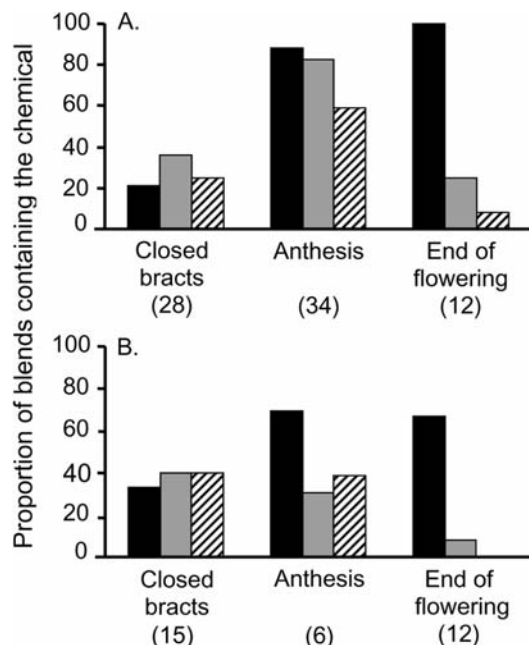 Proportion of blends containing the chemical
A.
100
80
60
40
20
0
Closed bracts (28)
Anthesis (34)
End of flowering (12)
B.
100
80
60
40
20
0
Closed bracts (15)
Anthesis (6)
End of flowering (12)